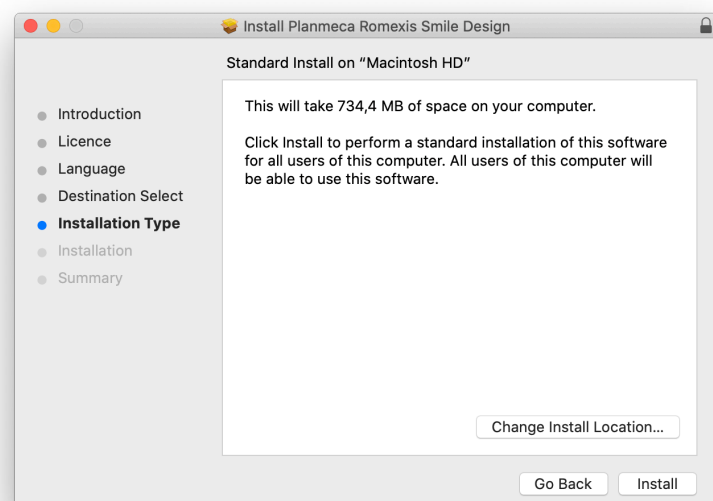 Install Planmeca Romexis Smile Design
Standard Install on “Macintosh HD”
Introduction
Licence
Language
Destination Select
Installation Type
Installation
Summary
This will take 734,4 MB of space on your computer.
Click Install to perform a standard installation of this software
for all users of this computer. All users of this computer will
be able to use this software.
Change Install Location...
Go Back
Install